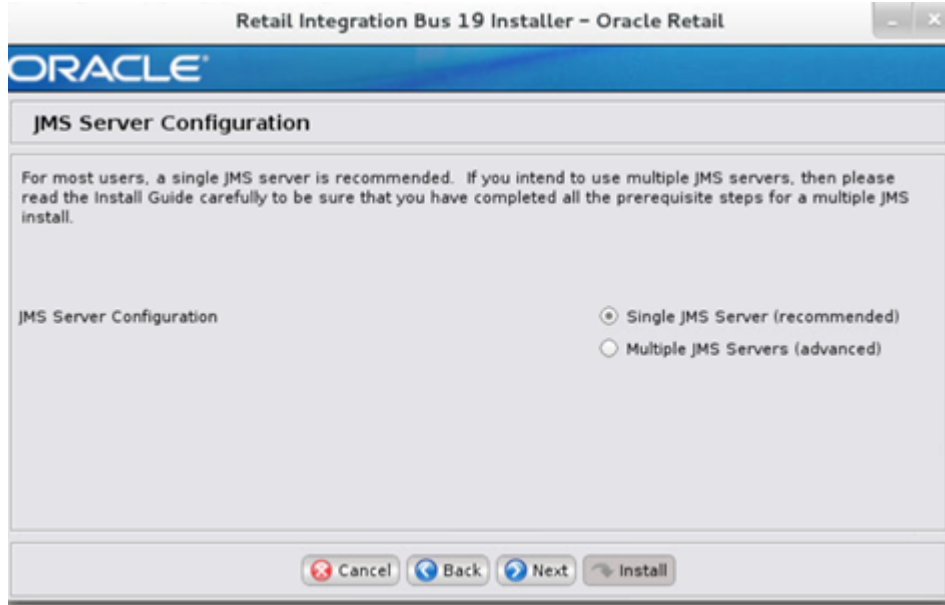 Retail Integration Bus 19 Installer – Oracle Retail
ORACLE®
JMS Server Configuration
For most users, a single JMS server is recommended. If you intend to use multiple JMS servers, then please
read the Install Guide carefully to be sure that you have completed all the prerequisite steps for a multiple JMS
install.
JMS Server Configuration
Single JMS Server (recommended)
Multiple JMS Servers (advanced)
Cancel Back Next Install